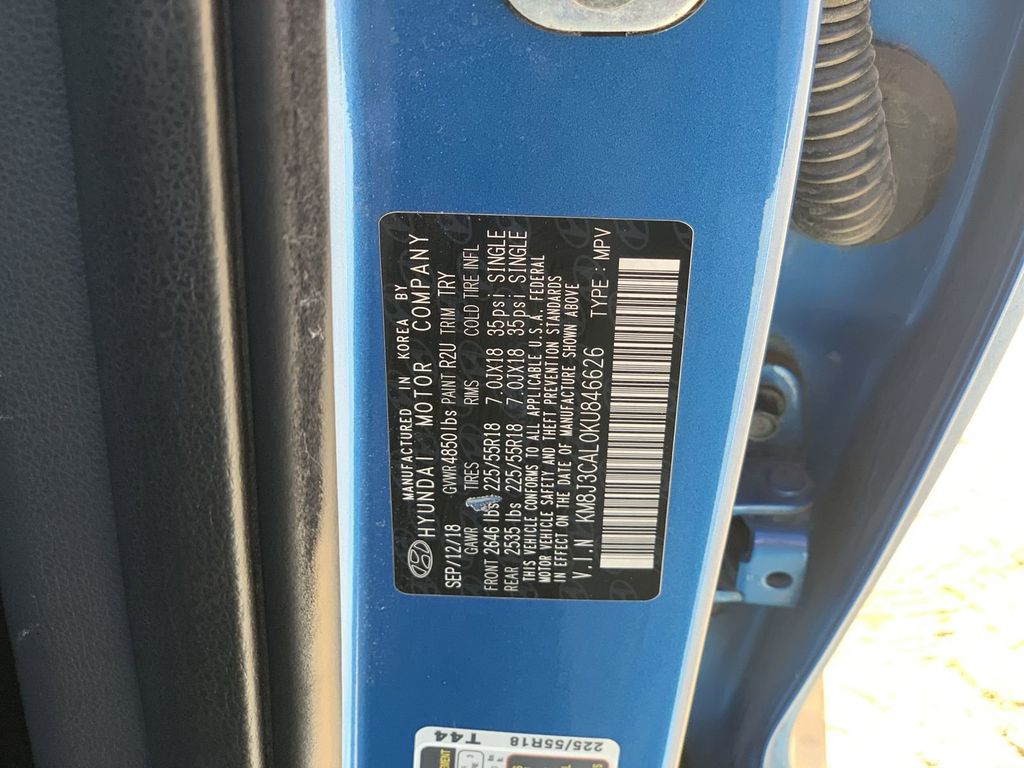 MANUFACTURED IN KOREA BY
HYUNDAI MOTOR COMPANY
SEP/12/18 GVWR4850lbs PAINT R2U TRIM TRY
GAWR TIRES RIMS COLD TIRE INFL
FRONT 2646 lbs 225/55R18 7.0JX18 35psi SINGLE
REAR 2535 lbs 225/55R18 7.0JX18 35psi SINGLE
THIS VEHICLE CONFORMS TO ALL APPLICABLE U.S.A. FEDERAL
MOTOR VEHICLE SAFETY AND THEFT PREVENTION STANDARDS
IN EFFECT ON THE DATE OF MANUFACTURE SHOWN ABOVE
V.I.N KM8J3CAL0KU846626 TYPE : MPV
225/55R18
T44